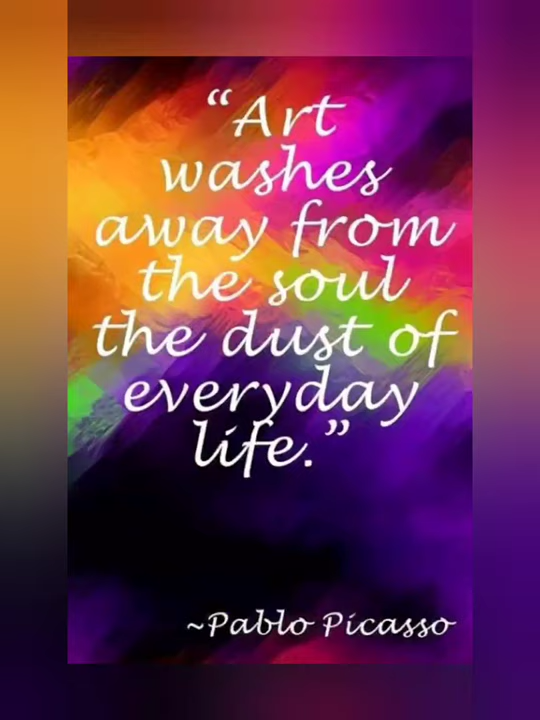 “Art
washes
away from
the soul
the dust of
everyday
life.”
~Pablo Picasso